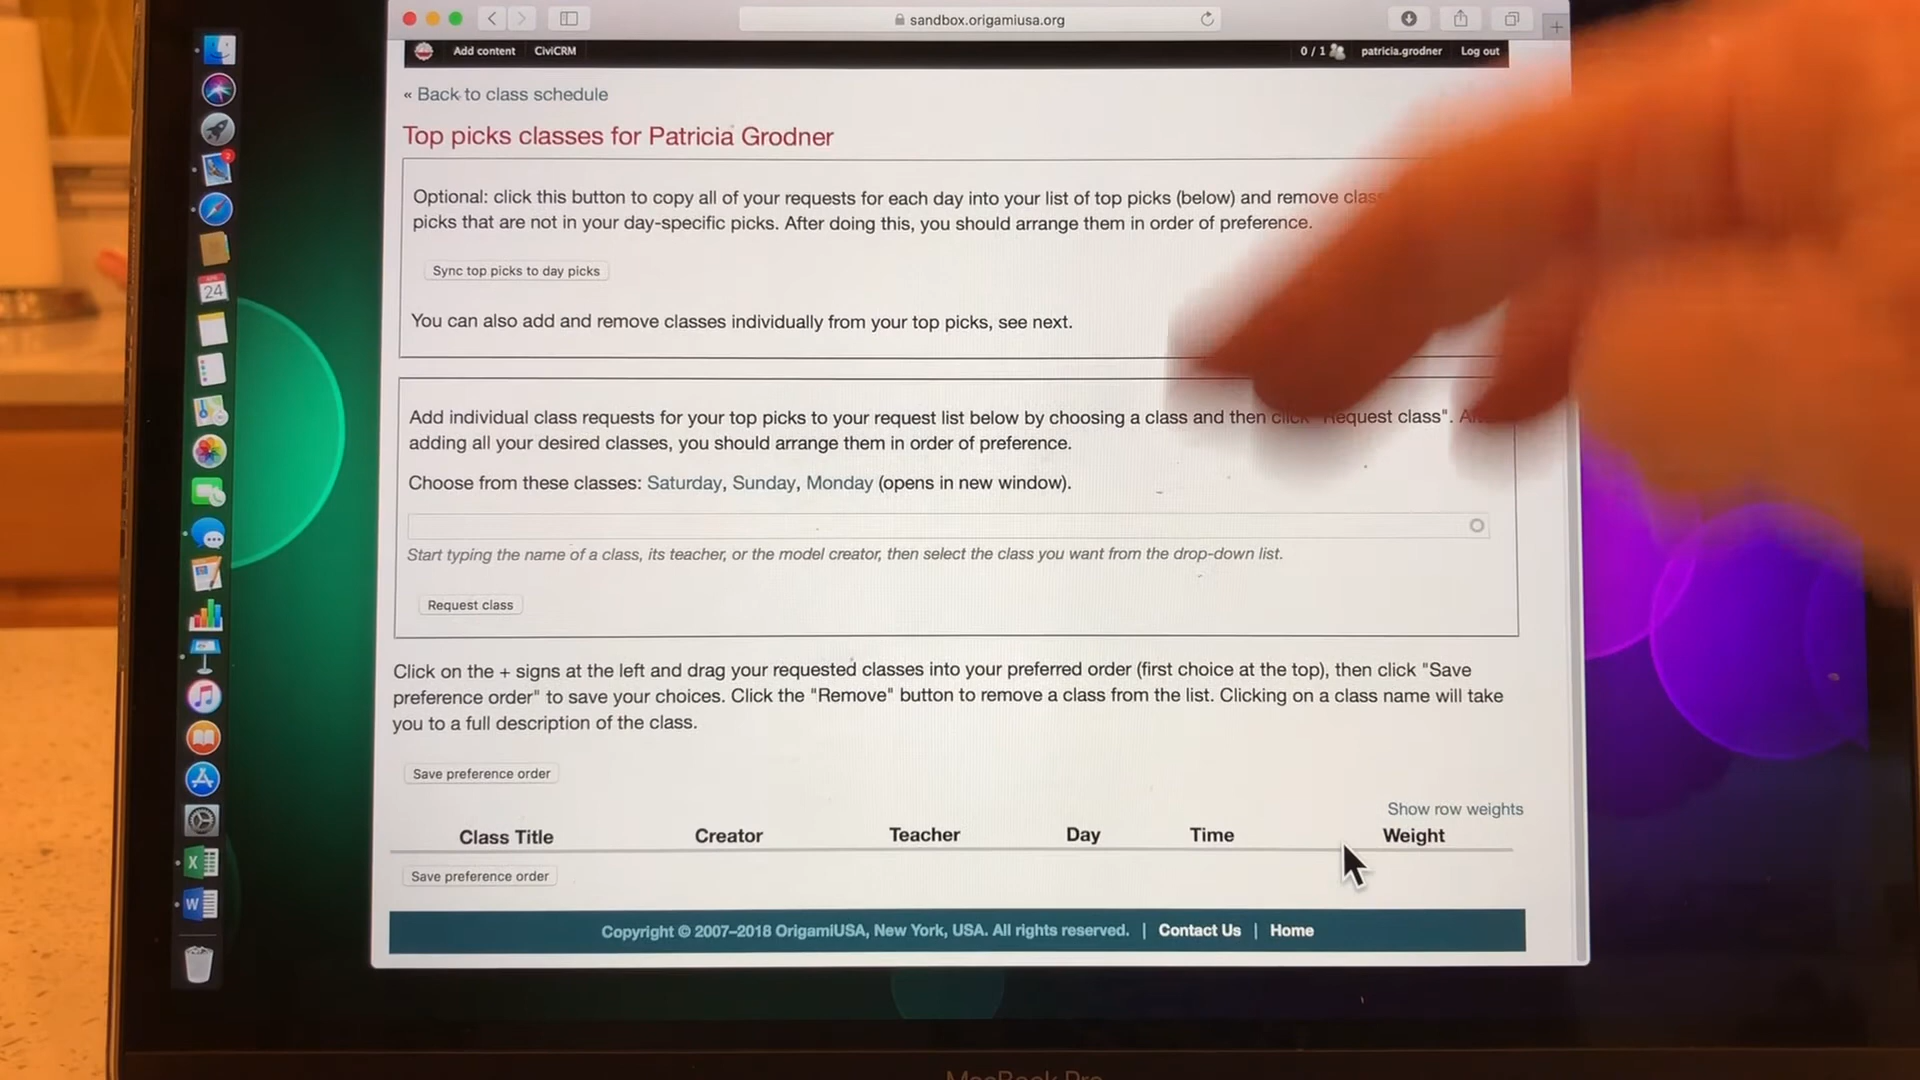 sandbox.origamiusa.org
Add content CiviCRM 0 / 1 patricia.grodner Log out
« Back to class schedule
Top picks classes for Patricia Grodner
Optional: click this button to copy all of your requests for each day into your list of top picks (below) and remove
picks that are not in your day-specific picks. After doing this, you should arrange them in order of preference.
Sync top picks to day picks
You can also add and remove classes individually from your top picks, see next.
Add individual class requests for your top picks to your request list below by choosing a class and then click "Request class".
adding all your desired classes, you should arrange them in order of preference.
Choose from these classes: Saturday, Sunday, Monday (opens in new window).
Start typing the name of a class, its teacher, or the model creator, then select the class you want from the drop-down list.
Request class
Click on the + signs at the left and drag your requested classes into your preferred order (first choice at the top), then click "Save
preference order" to save your choices. Click the "Remove" button to remove a class from the list. Clicking on a class name will take
you to a full description of the class.
Save preference order
Show row weights
Class Title Creator Teacher Day Time Weight
Save preference order
Copyright © 2007–2018 OrigamiUSA, New York, USA. All rights reserved. | Contact Us | Home
24
2
X
W
MacBook Pro